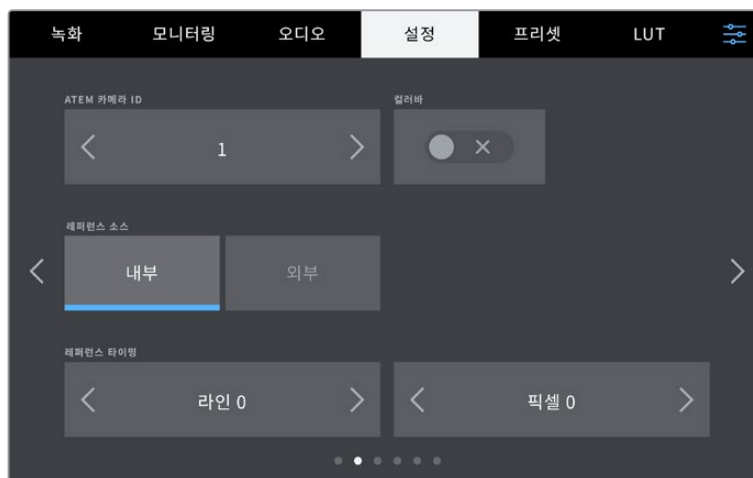 녹화 모니터링 오디오 설정 프리셋 LUT
ATEM 카메라 ID 컬러바
1
레퍼런스 소스
내부 외부
레퍼런스 타이밍
라인 0 픽셀 0